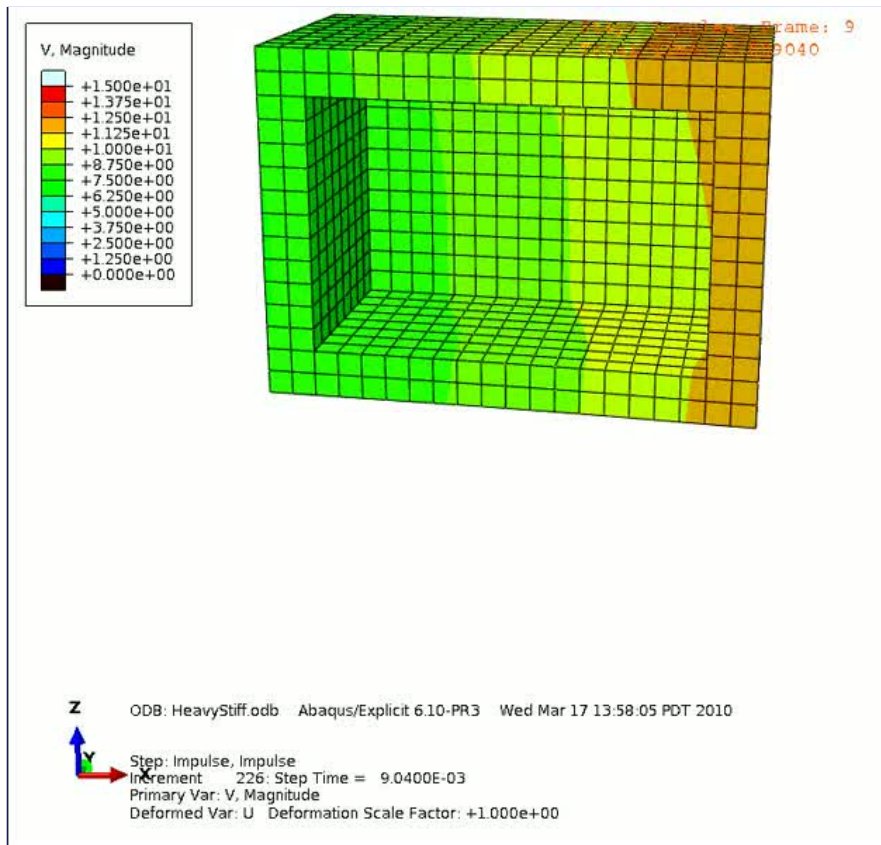 V, Magnitude
+1.500e+01
+1.375e+01
+1.250e+01
+1.125e+01
+1.000e+01
+8.750e+00
+7.500e+00
+6.250e+00
+5.000e+00
+3.750e+00
+2.500e+00
+1.250e+00
+0.000e+00
Frame: 9
9040
Z
Y
X
ODB: HeavyStiff.odb Abaqus/Explicit 6.10-PR3 Wed Mar 17 13:58:05 PDT 2010
Step: Impulse, Impulse
Increment 226: Step Time = 9.0400E-03
Primary Var: V, Magnitude
Deformed Var: U Deformation Scale Factor: +1.000e+00